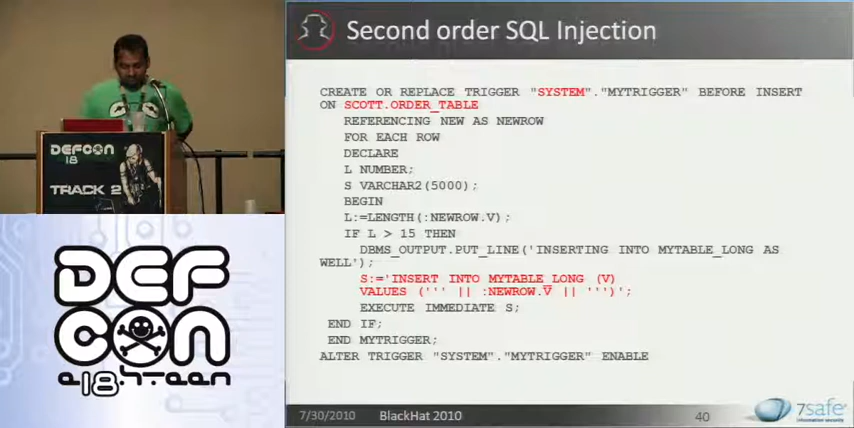 DEFCON
18
TRACK 2
DEF
CON
Second order SQL Injection
CREATE OR REPLACE TRIGGER "SYSTEM"."MYTRIGGER" BEFORE INSERT
ON SCOTT.ORDER_TABLE
REFERENCING NEW AS NEWROW
FOR EACH ROW
DECLARE
L NUMBER;
S VARCHAR2(5000);
BEGIN
L:=LENGTH(:NEWROW.V);
IF L > 15 THEN
DBMS_OUTPUT.PUT_LINE('INSERTING INTO MYTABLE_LONG AS
WELL');
S:='INSERT INTO MYTABLE_LONG (V)
VALUES (''' || :NEWROW.V || ''')';
EXECUTE IMMEDIATE S;
END IF;
END MYTRIGGER;
ALTER TRIGGER "SYSTEM"."MYTRIGGER" ENABLE
7/30/2010 BlackHat 2010 40
7safe
information security